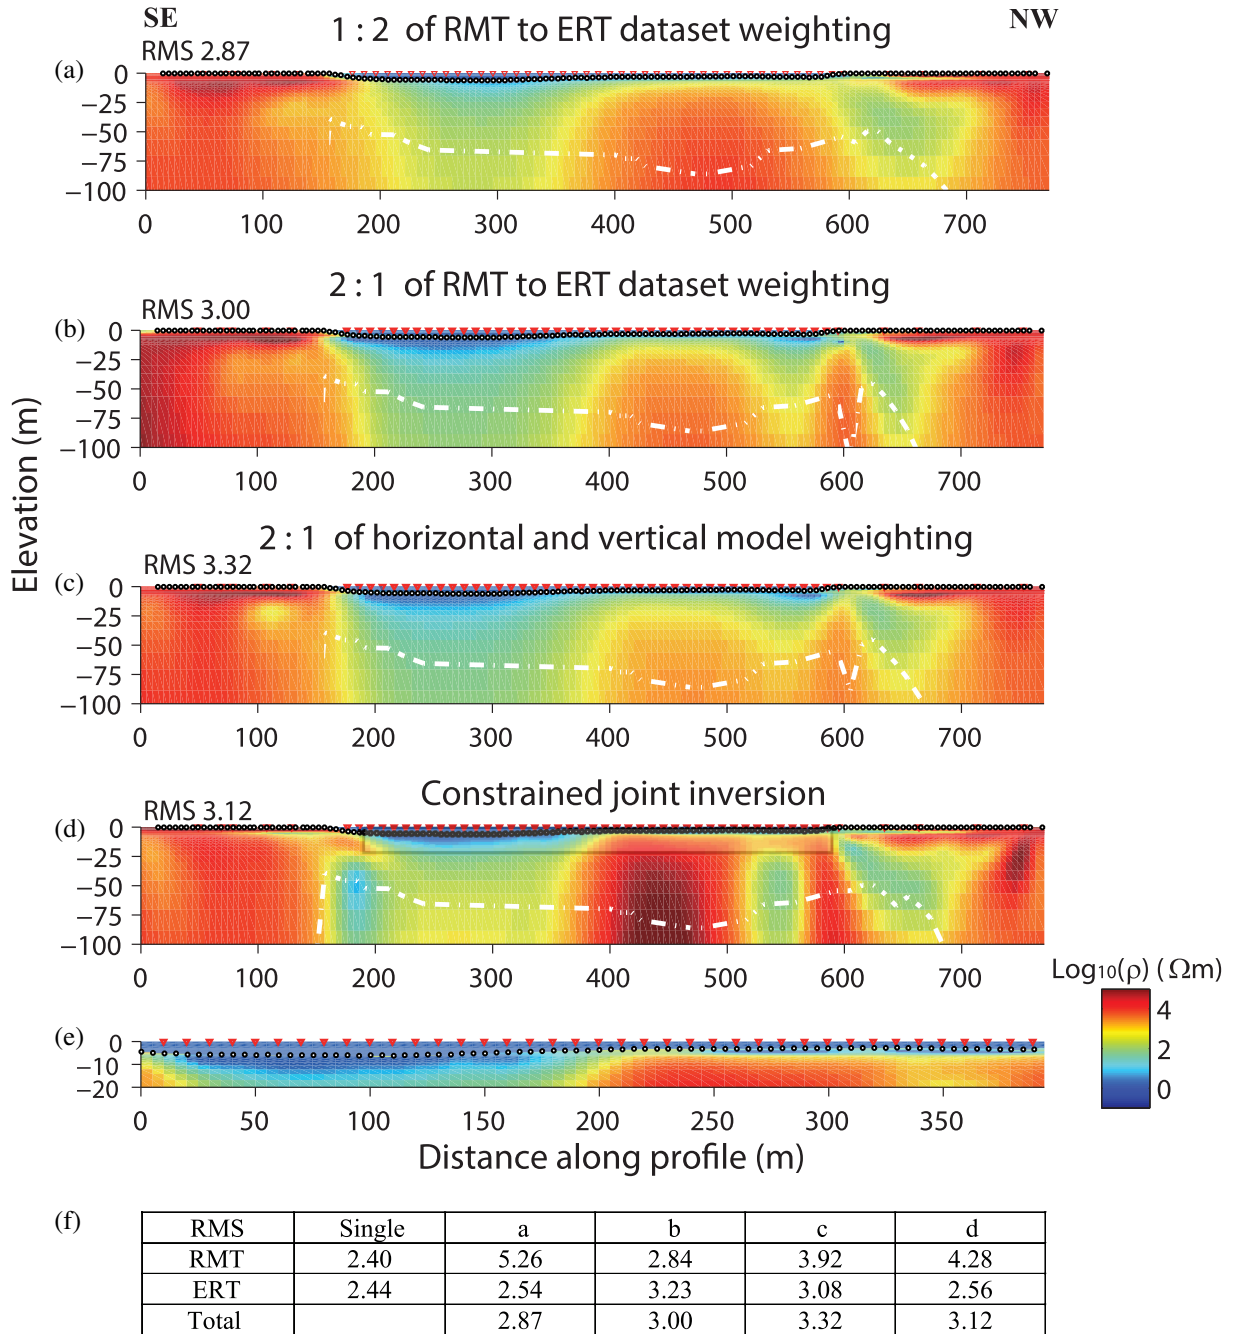 SE
NW
1 : 2 of RMT to ERT dataset weighting
RMS 2.87
(a)
0
−25
−50
−75
−100
0 100 200 300 400 500 600 700
2 : 1 of RMT to ERT dataset weighting
RMS 3.00
(b)
0
−25
−50
−75
−100
0 100 200 300 400 500 600 700
Elevation (m)
2 : 1 of horizontal and vertical model weighting
RMS 3.32
(c)
0
−25
−50
−75
−100
0 100 200 300 400 500 600 700
Constrained joint inversion
RMS 3.12
(d)
0
−25
−50
−75
−100
0 100 200 300 400 500 600 700
Log10(ρ) (Ωm)
4
2
0
(e)
0
−10
−20
0 50 100 150 200 250 300 350
Distance along profile (m)
(f)
RMS Single a b c d
RMT 2.40 5.26 2.84 3.92 4.28
ERT 2.44 2.54 3.23 3.08 2.56
Total 2.87 3.00 3.32 3.12